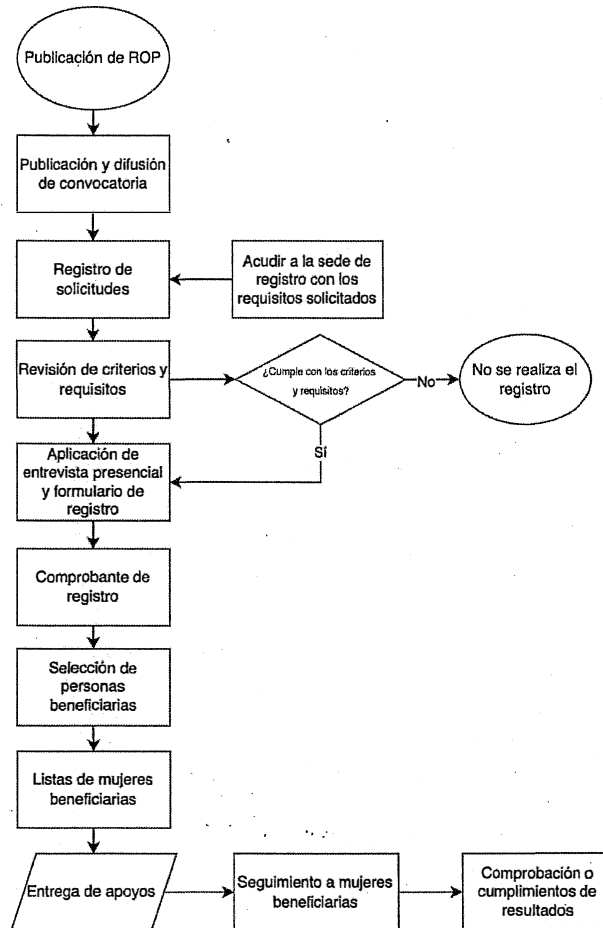 Publicación de ROP
Publicación y difusión
de convocatoria
Registro de
solicitudes
Acudir a la sede de
registro con los
requisitos solicitados
Revisión de criterios y
requisitos
¿Cumple con los criterios
y requisitos?
No
No se realiza el
registro
Sí
Aplicación de
entrevista presencial
y formulario de
registro
Comprobante de
registro
Selección de
personas
beneficiarias
Listas de mujeres
beneficiarias
Entrega de apoyos
Seguimiento a mujeres
beneficiarias
Comprobación o
cumplimientos de
resultados